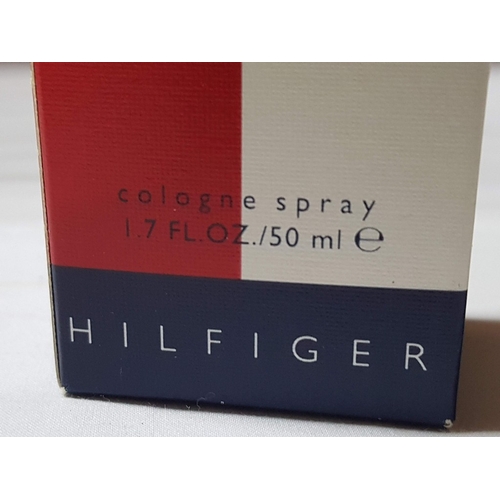 cologne spray
1.7 FL.OZ./50 ml ℮
HILFIGER